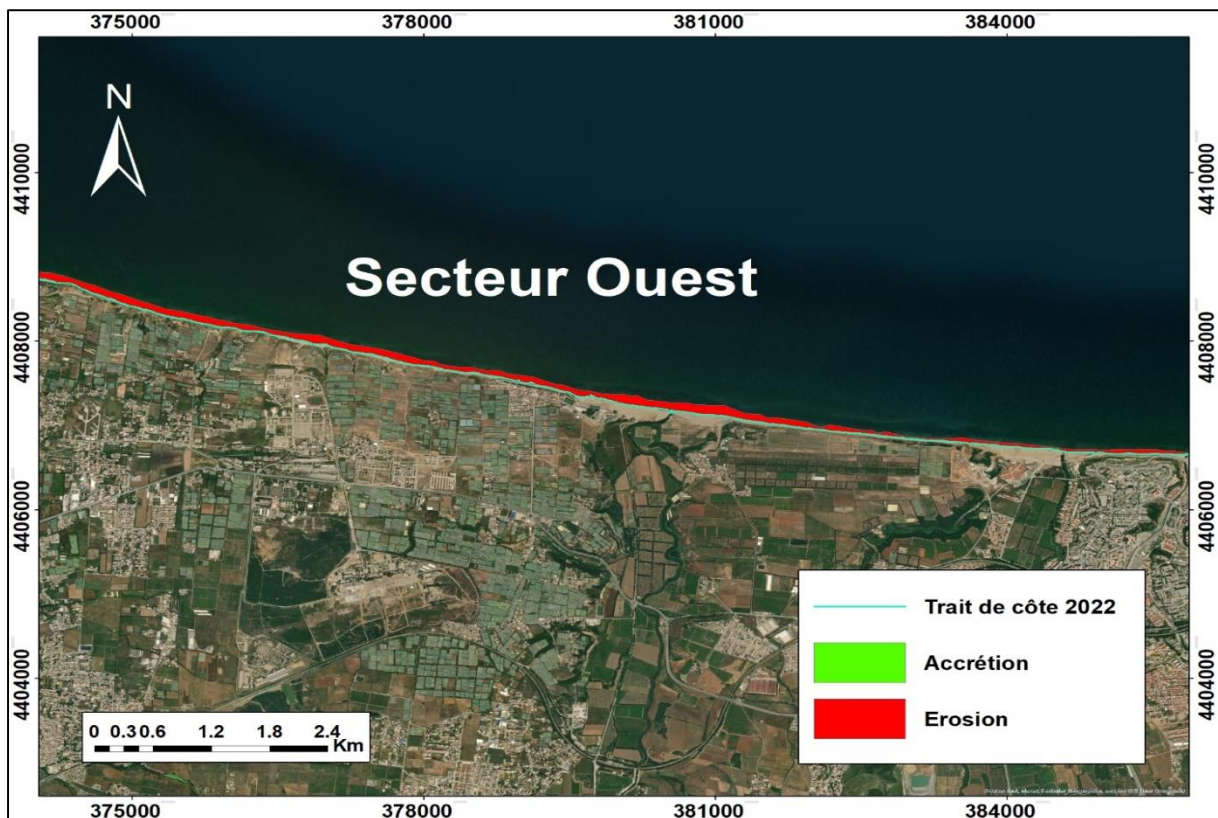 375000 378000 381000 384000
N
4410000 4410000
Secteur Ouest
4408000 4408000
4406000 4406000
Trait de côte 2022
Accrétion
Erosion
4404000 4404000
0 0.3 0.6 1.2 1.8 2.4
Km
375000 378000 381000 384000